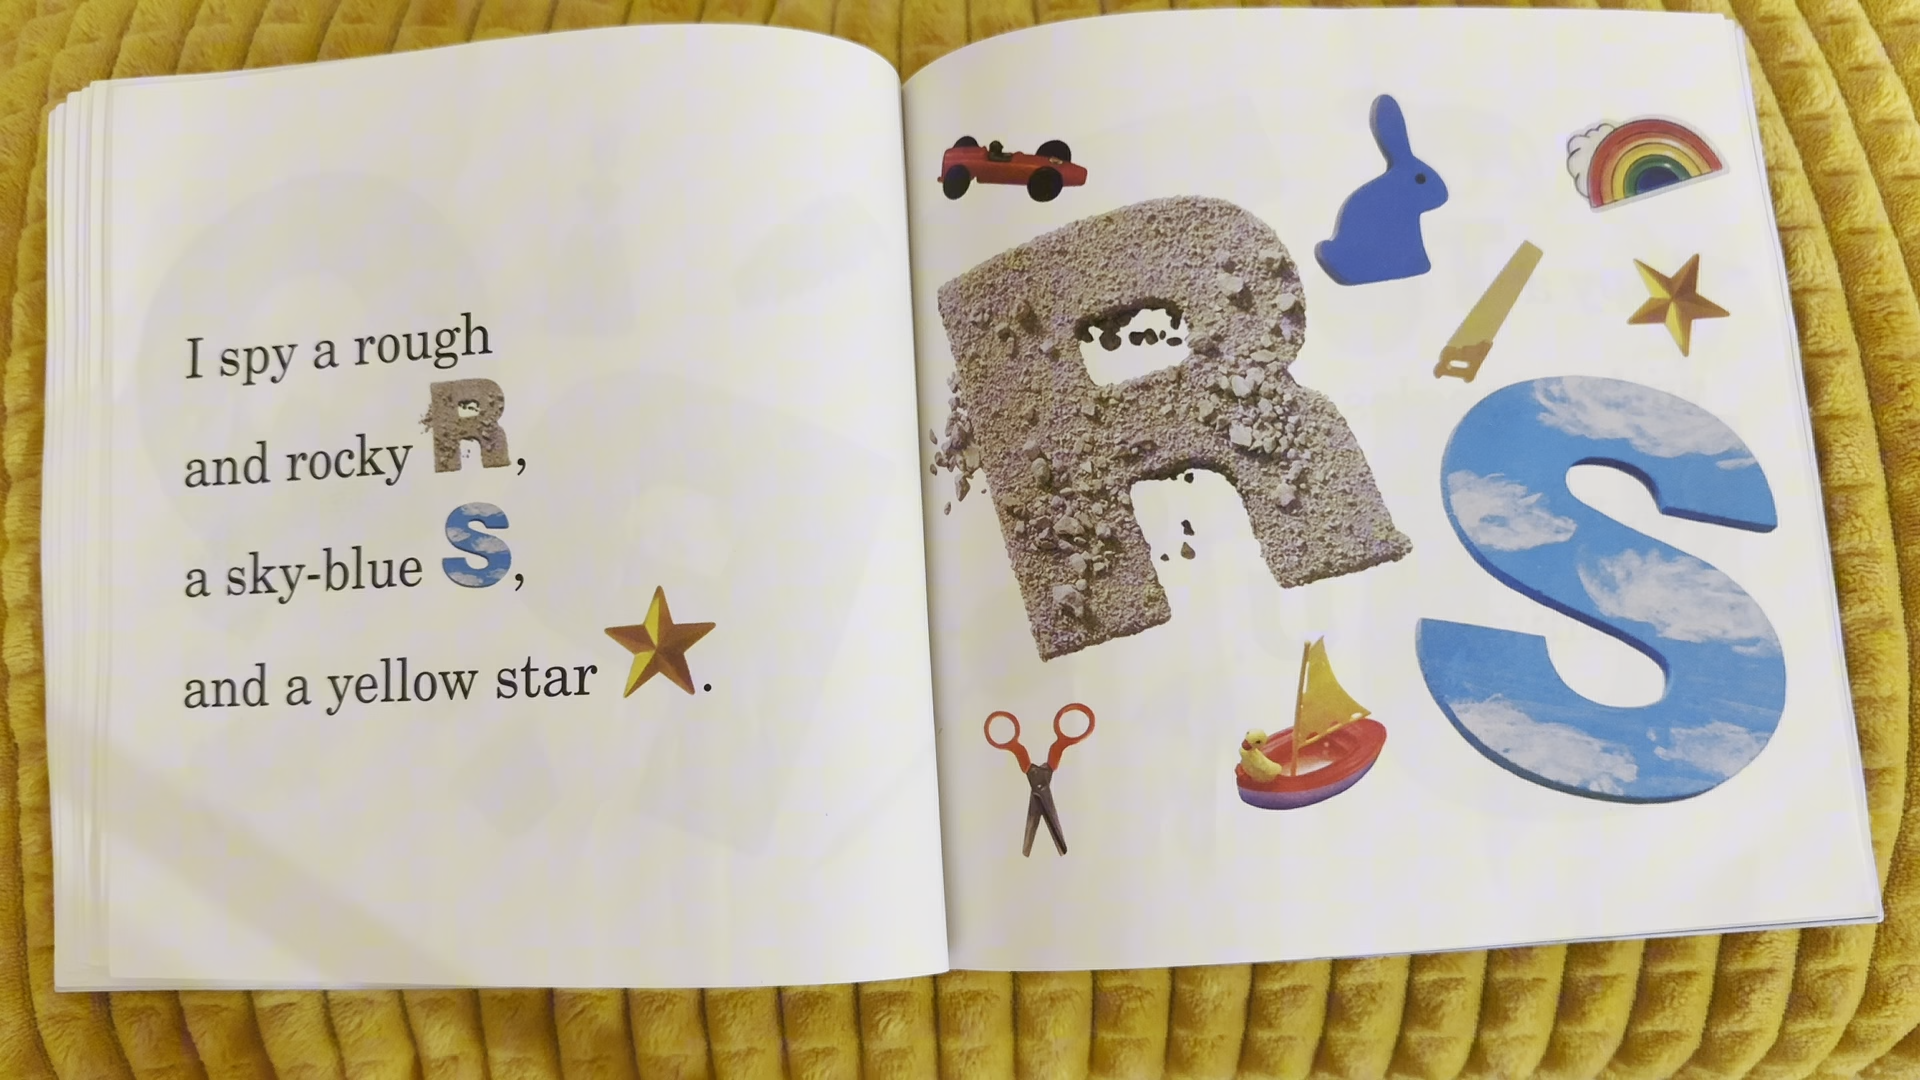 I spy a rough
and rocky R,
a sky-blue S,
and a yellow star.
R
S